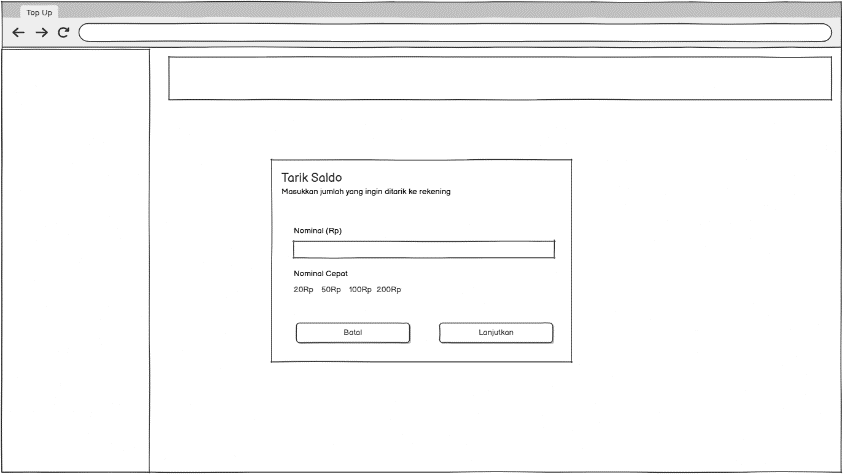 Top Up
Tarik Saldo
Masukkan jumlah yang ingin ditarik ke rekening
Nominal (Rp)
Nominal Cepat
20Rp 50Rp 100Rp 200Rp
Batal Lanjutkan